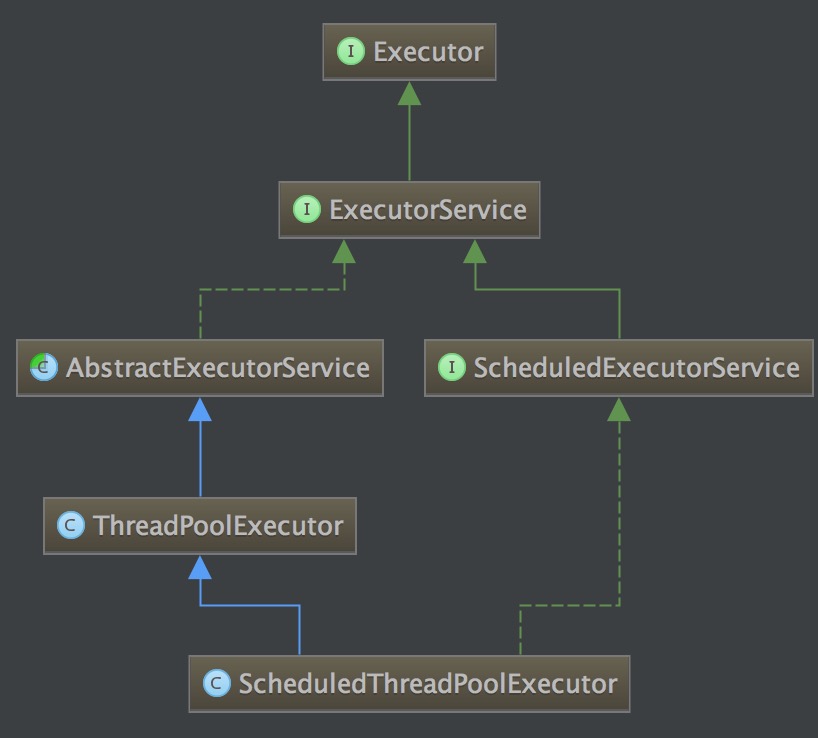 I Executor
I ExecutorService
C AbstractExecutorService
I ScheduledExecutorService
C ThreadPoolExecutor
C ScheduledThreadPoolExecutor